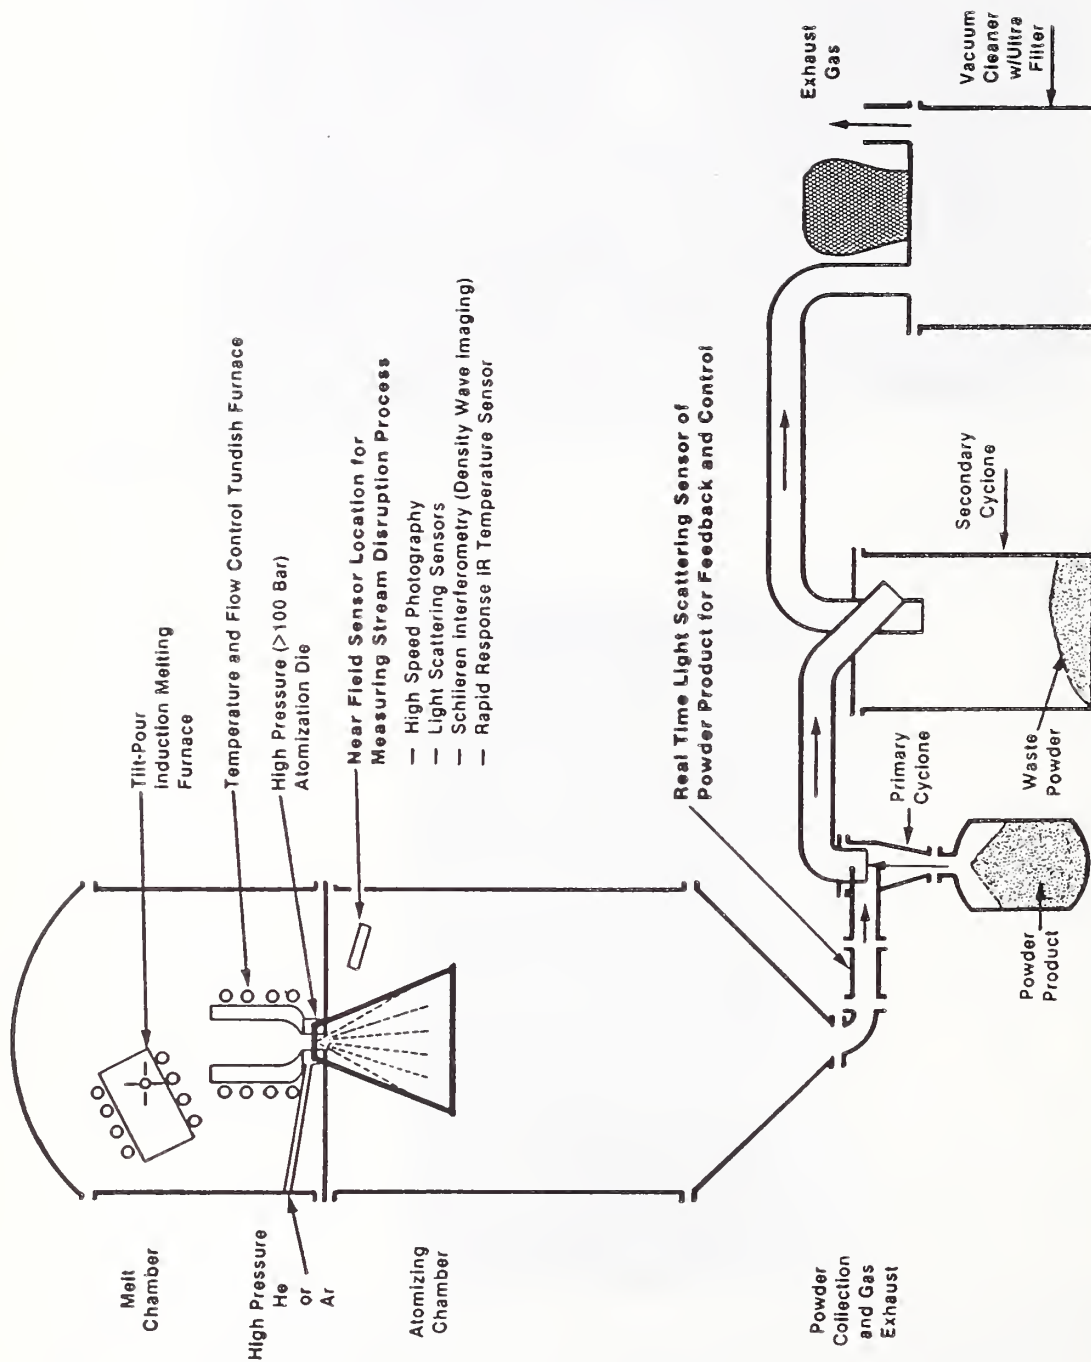 Melt
Chamber
High Pressure
He
or
Ar
Atomizing
Chamber
Powder
Collection
and Gas
Exhaust
Tilt-Pour
Induction Melting
Furnace
Temperature and Flow Control Tundish Furnace
High Pressure (>100 Bar)
Atomization Die
Near Field Sensor Location for
Measuring Stream Disruption Process
— High Speed Photography
— Light Scattering Sensors
— Schlieren Interferometry (Density Wave Imaging)
— Rapid Response IR Temperature Sensor
Real Time Light Scattering Sensor of
Powder Product for Feedback and Control
Powder
Product
Primary
Cyclone
Waste
Powder
Secondary
Cyclone
Exhaust
Gas
Vacuum
Cleaner
w/Ultra
Filter